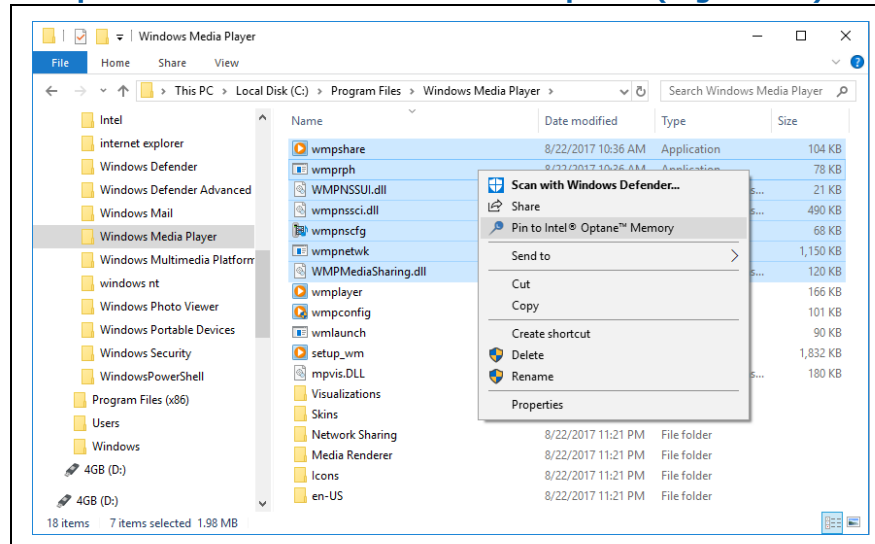 Windows Media Player
File Home Share View
This PC > Local Disk (C:) > Program Files > Windows Media Player > Search Windows Media Player
Name Date modified Type Size
Intel
internet explorer
Windows Defender
Windows Defender Advanced
Windows Mail
Windows Media Player
Windows Multimedia Platform
windows nt
Windows Photo Viewer
Windows Portable Devices
Windows Security
WindowsPowerShell
Program Files (x86)
Users
Windows
4GB (D:)
4GB (D:)
wmpshare 8/22/2017 10:36 AM Application 104 KB
wmprph 8/22/2017 10:36 AM Application 78 KB
WMPNSSUI.dll s... 21 KB
wmpnssci.dll s... 490 KB
wmpnscfg 68 KB
wmpnetwk 1,150 KB
WMPMediaSharing.dll s... 120 KB
wmplayer 166 KB
wmpconfig 101 KB
wmlaunch 90 KB
setup_wm 1,832 KB
mpvis.DLL s... 180 KB
Visualizations
Skins
Network Sharing 8/22/2017 11:21 PM File folder
Media Renderer 8/22/2017 11:21 PM File folder
Icons 8/22/2017 11:21 PM File folder
en-US 8/22/2017 11:21 PM File folder
Scan with Windows Defender...
Share
Pin to Intel® Optane™ Memory
Send to
Cut
Copy
Create shortcut
Delete
Rename
Properties
18 items 7 items selected 1.98 MB